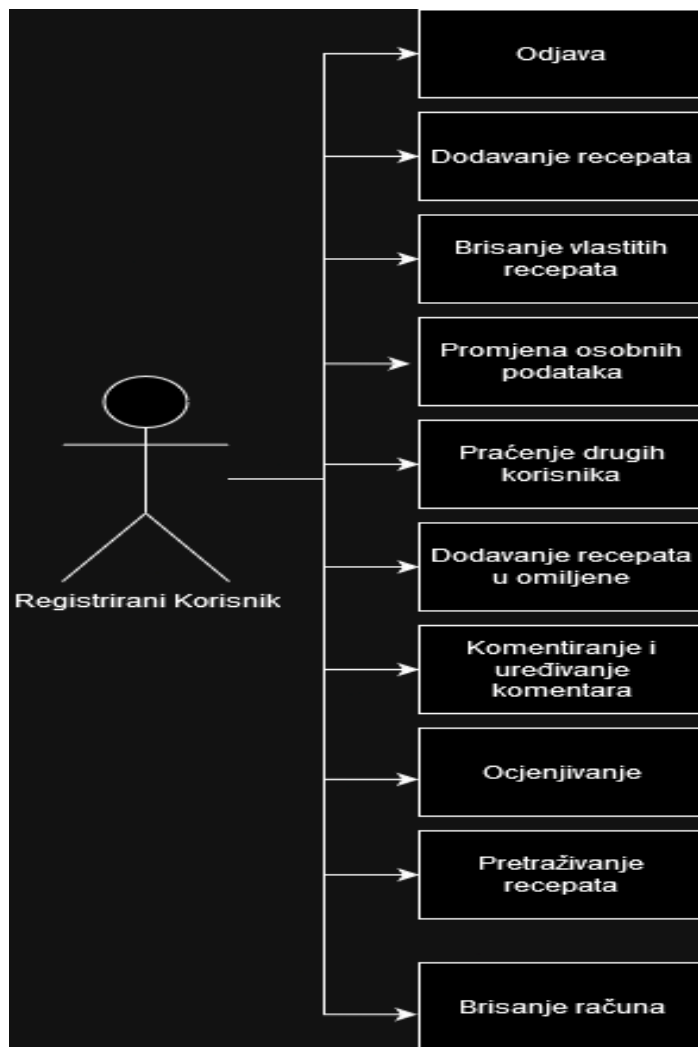 Odjava
Dodavanje recepata
Brisanje vlastitih
recepata
Promjena osobnih
podataka
Praćenje drugih
korisnika
Dodavanje recepata
u omiljene
Registrirani Korisnik
Komentiranje i
uređivanje
komentara
Ocjenjivanje
Pretraživanje
recepata
Brisanje računa